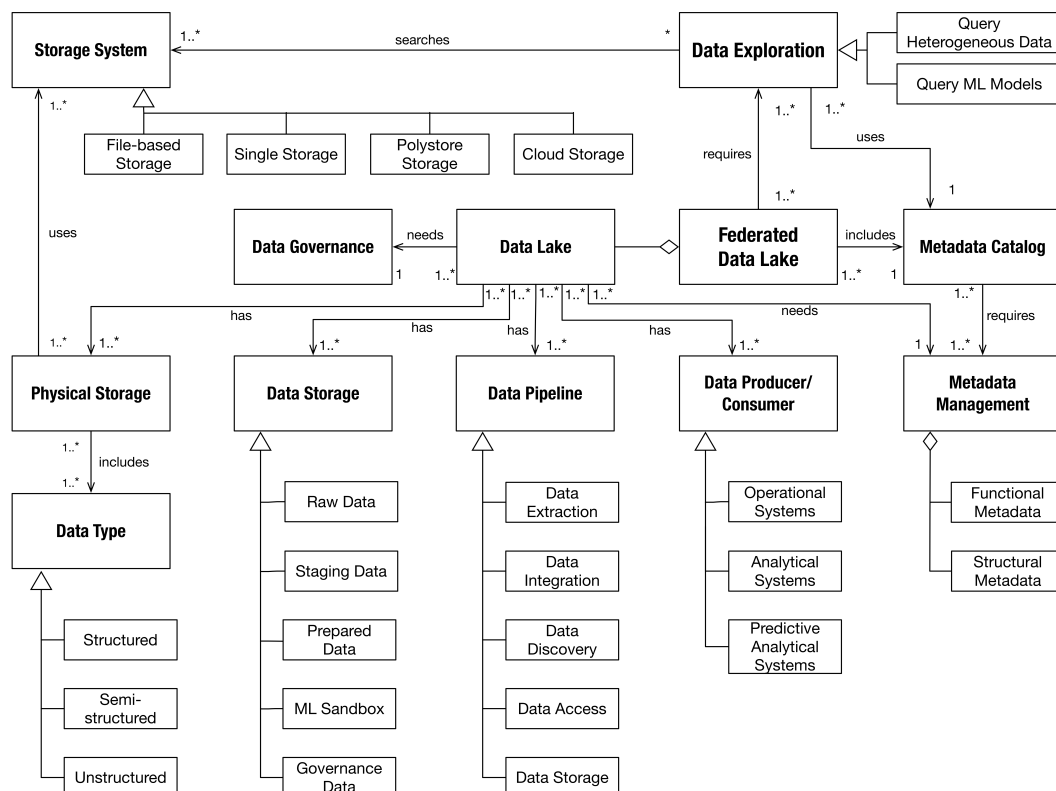 Storage System
1..*
searches
*
Data Exploration
Query
Heterogeneous Data
Query ML Models
1..*
File-based
Storage
Single Storage
Polystore
Storage
Cloud Storage
1..*
1..*
requires
uses
1..*
1
uses
Data Governance
needs
1
1..*
Data Lake
Federated
Data Lake
includes
1..*
1
Metadata Catalog
1..*
1..*
1..*
1..*
1..*
1..*
has
has
has
has
needs
requires
1..*
1..*
1..*
1..*
1..*
1
1..*
Physical Storage
Data Storage
Data Pipeline
Data Producer/
Consumer
Metadada
Management
1..*
includes
1..*
Data Type
Structured
Semi-
structured
Unstructured
Raw Data
Staging Data
Prepared
Data
ML Sandbox
Governance
Data
Data
Extraction
Data
Integration
Data
Discovery
Data Access
Data Storage
Operational
Systems
Analytical
Systems
Predictive
Analytical
Systems
Functional
Metadata
Structural
Metadata